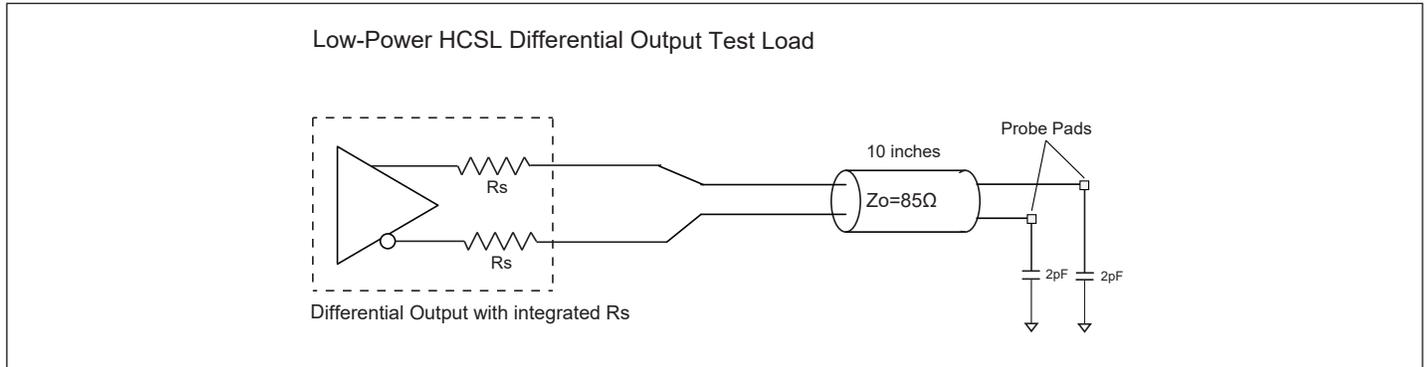 Low-Power HCSL Differential Output Test Load
Probe Pads
10 inches
Rs
Zo=85Ω
Rs
2pF
2pF
Differential Output with integrated Rs